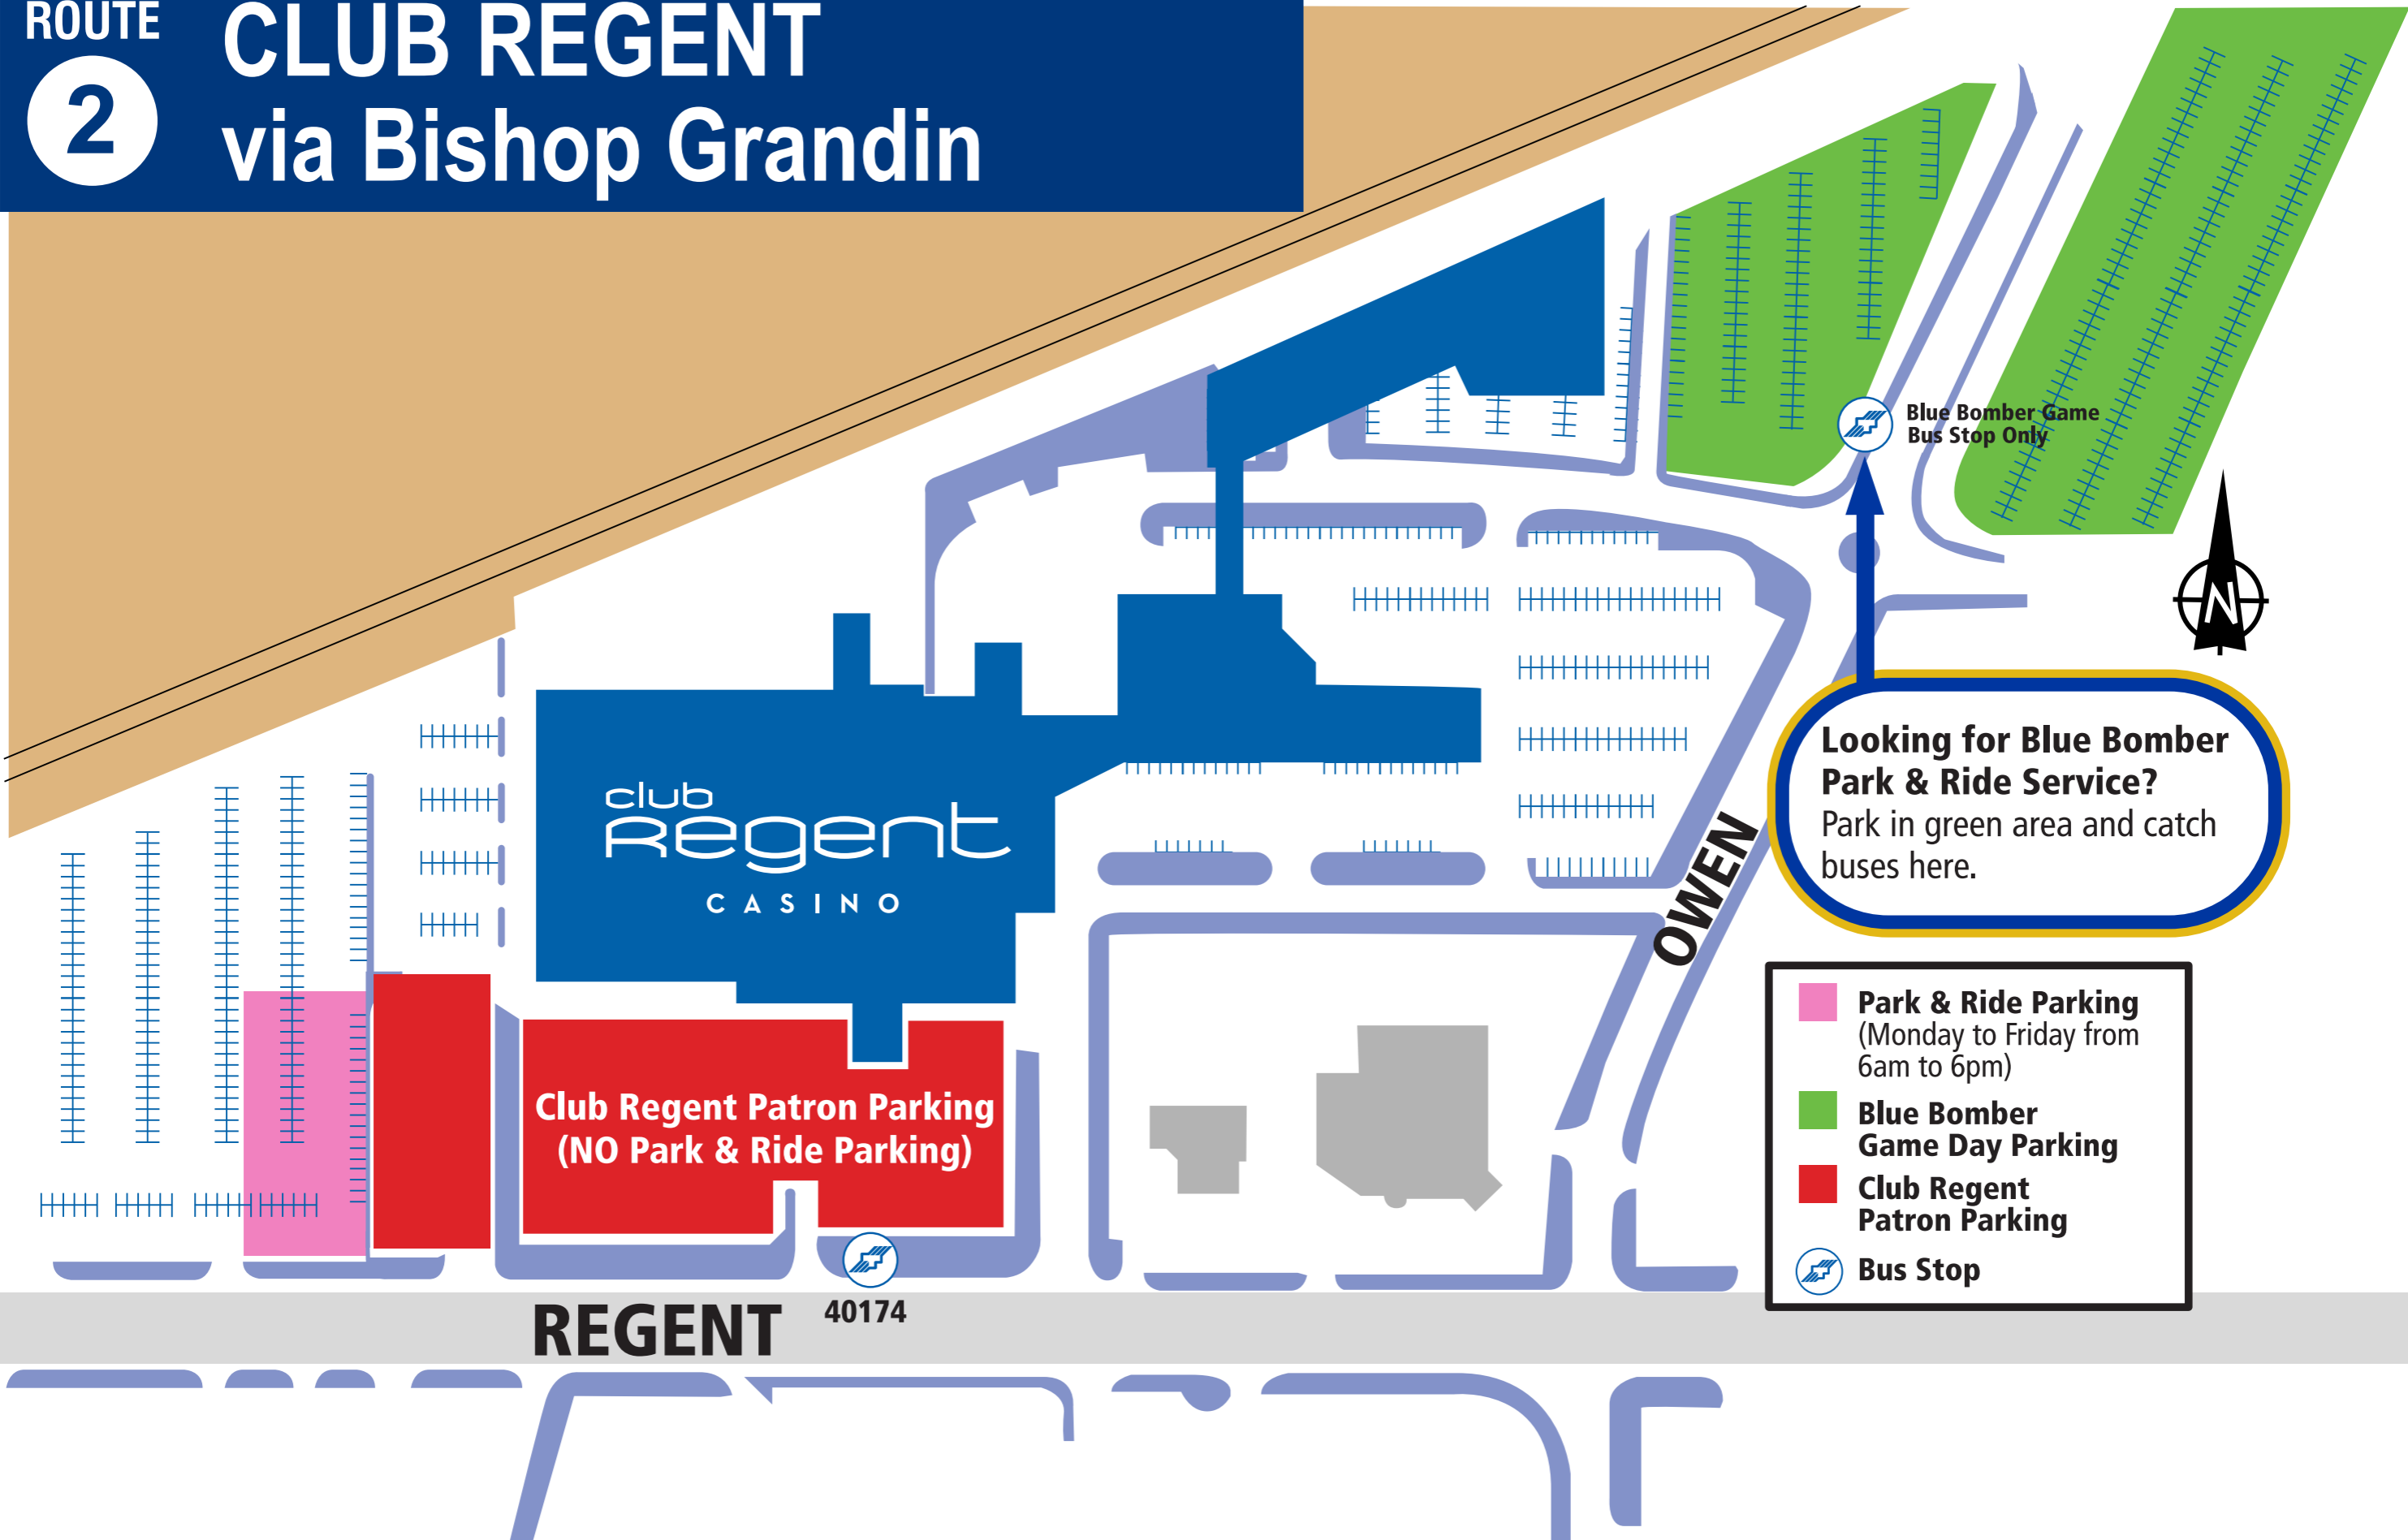 ROUTE
2
CLUB REGENT
via Bishop Grandin
Blue Bomber Game
Bus Stop Only
N
club
Regent
CASINO
OWEN
Looking for Blue Bomber
Park & Ride Service?
Park in green area and catch
buses here.
Club Regent Patron Parking
(NO Park & Ride Parking)
Park & Ride Parking
(Monday to Friday from
6am to 6pm)
Blue Bomber
Game Day Parking
Club Regent
Patron Parking
Bus Stop
REGENT
40174